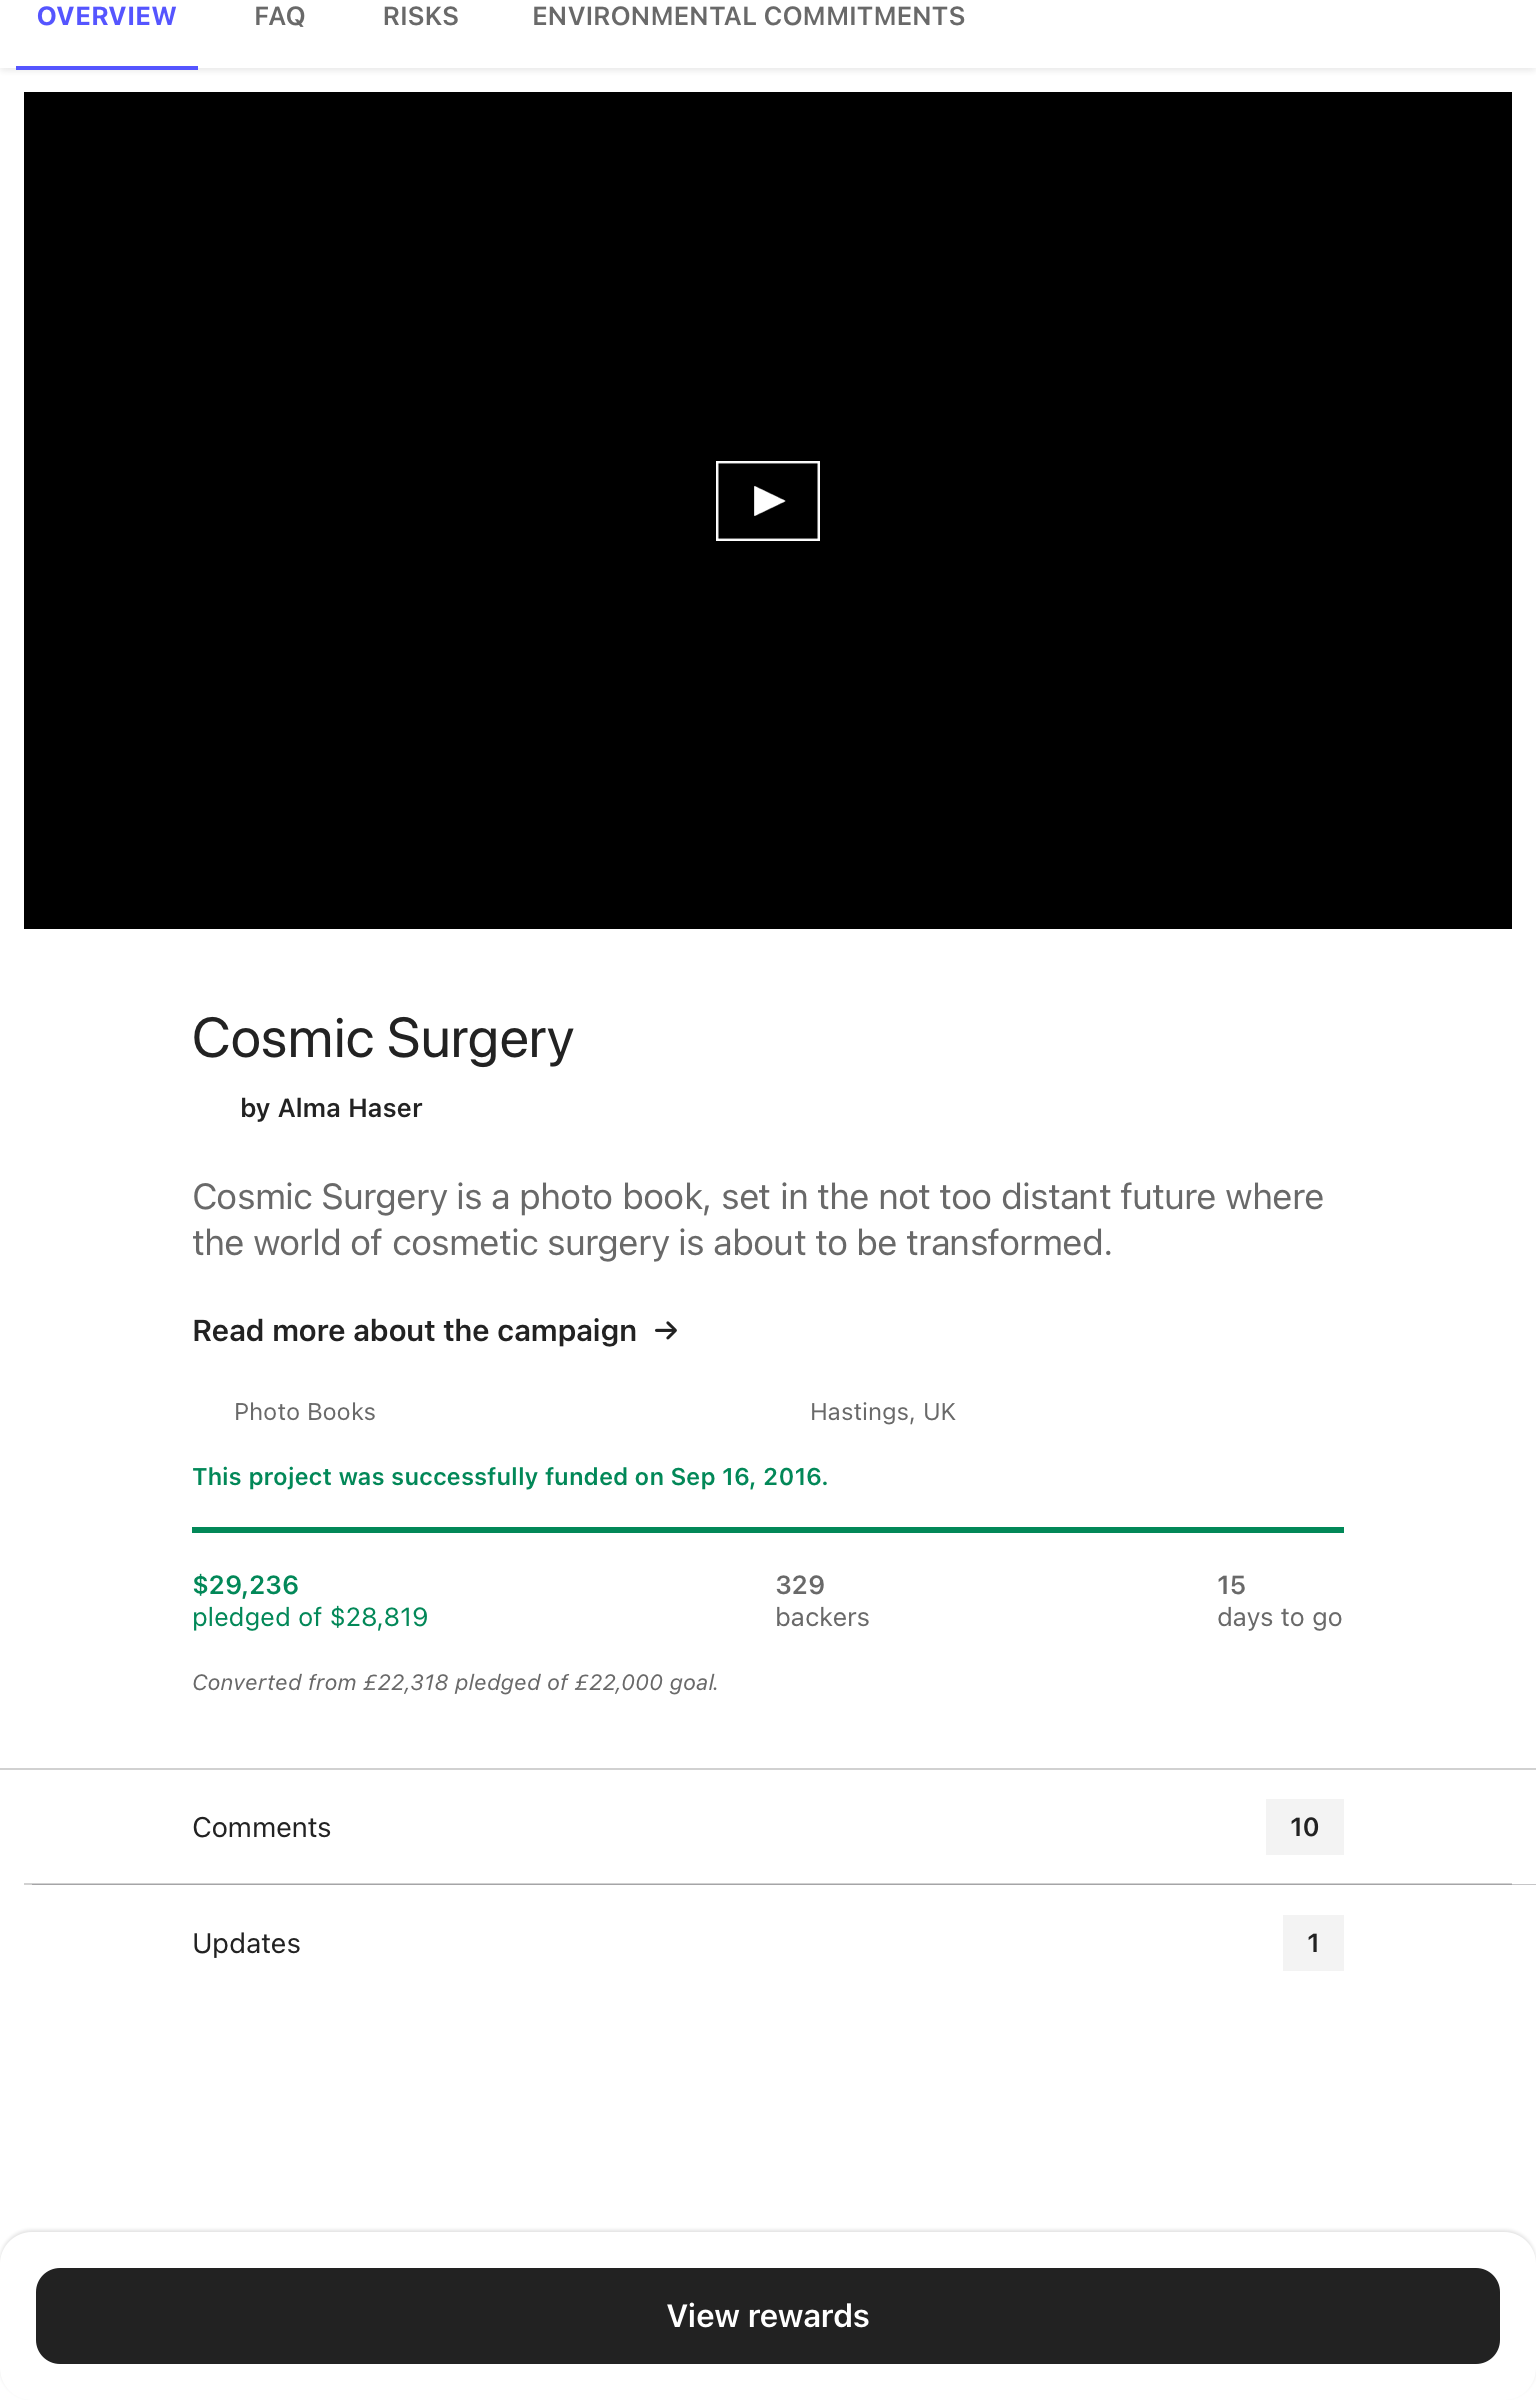 OVERVIEW FAQ RISKS ENVIRONMENTAL COMMITMENTS
Cosmic Surgery
by Alma Haser
Cosmic Surgery is a photo book, set in the not too distant future where
the world of cosmetic surgery is about to be transformed.
Read more about the campaign →
Photo Books Hastings, UK
This project was successfully funded on Sep 16, 2016.
$29,236 329 15
pledged of $28,819 backers days to go
Converted from £22,318 pledged of £22,000 goal.
Comments 10
Updates 1
View rewards